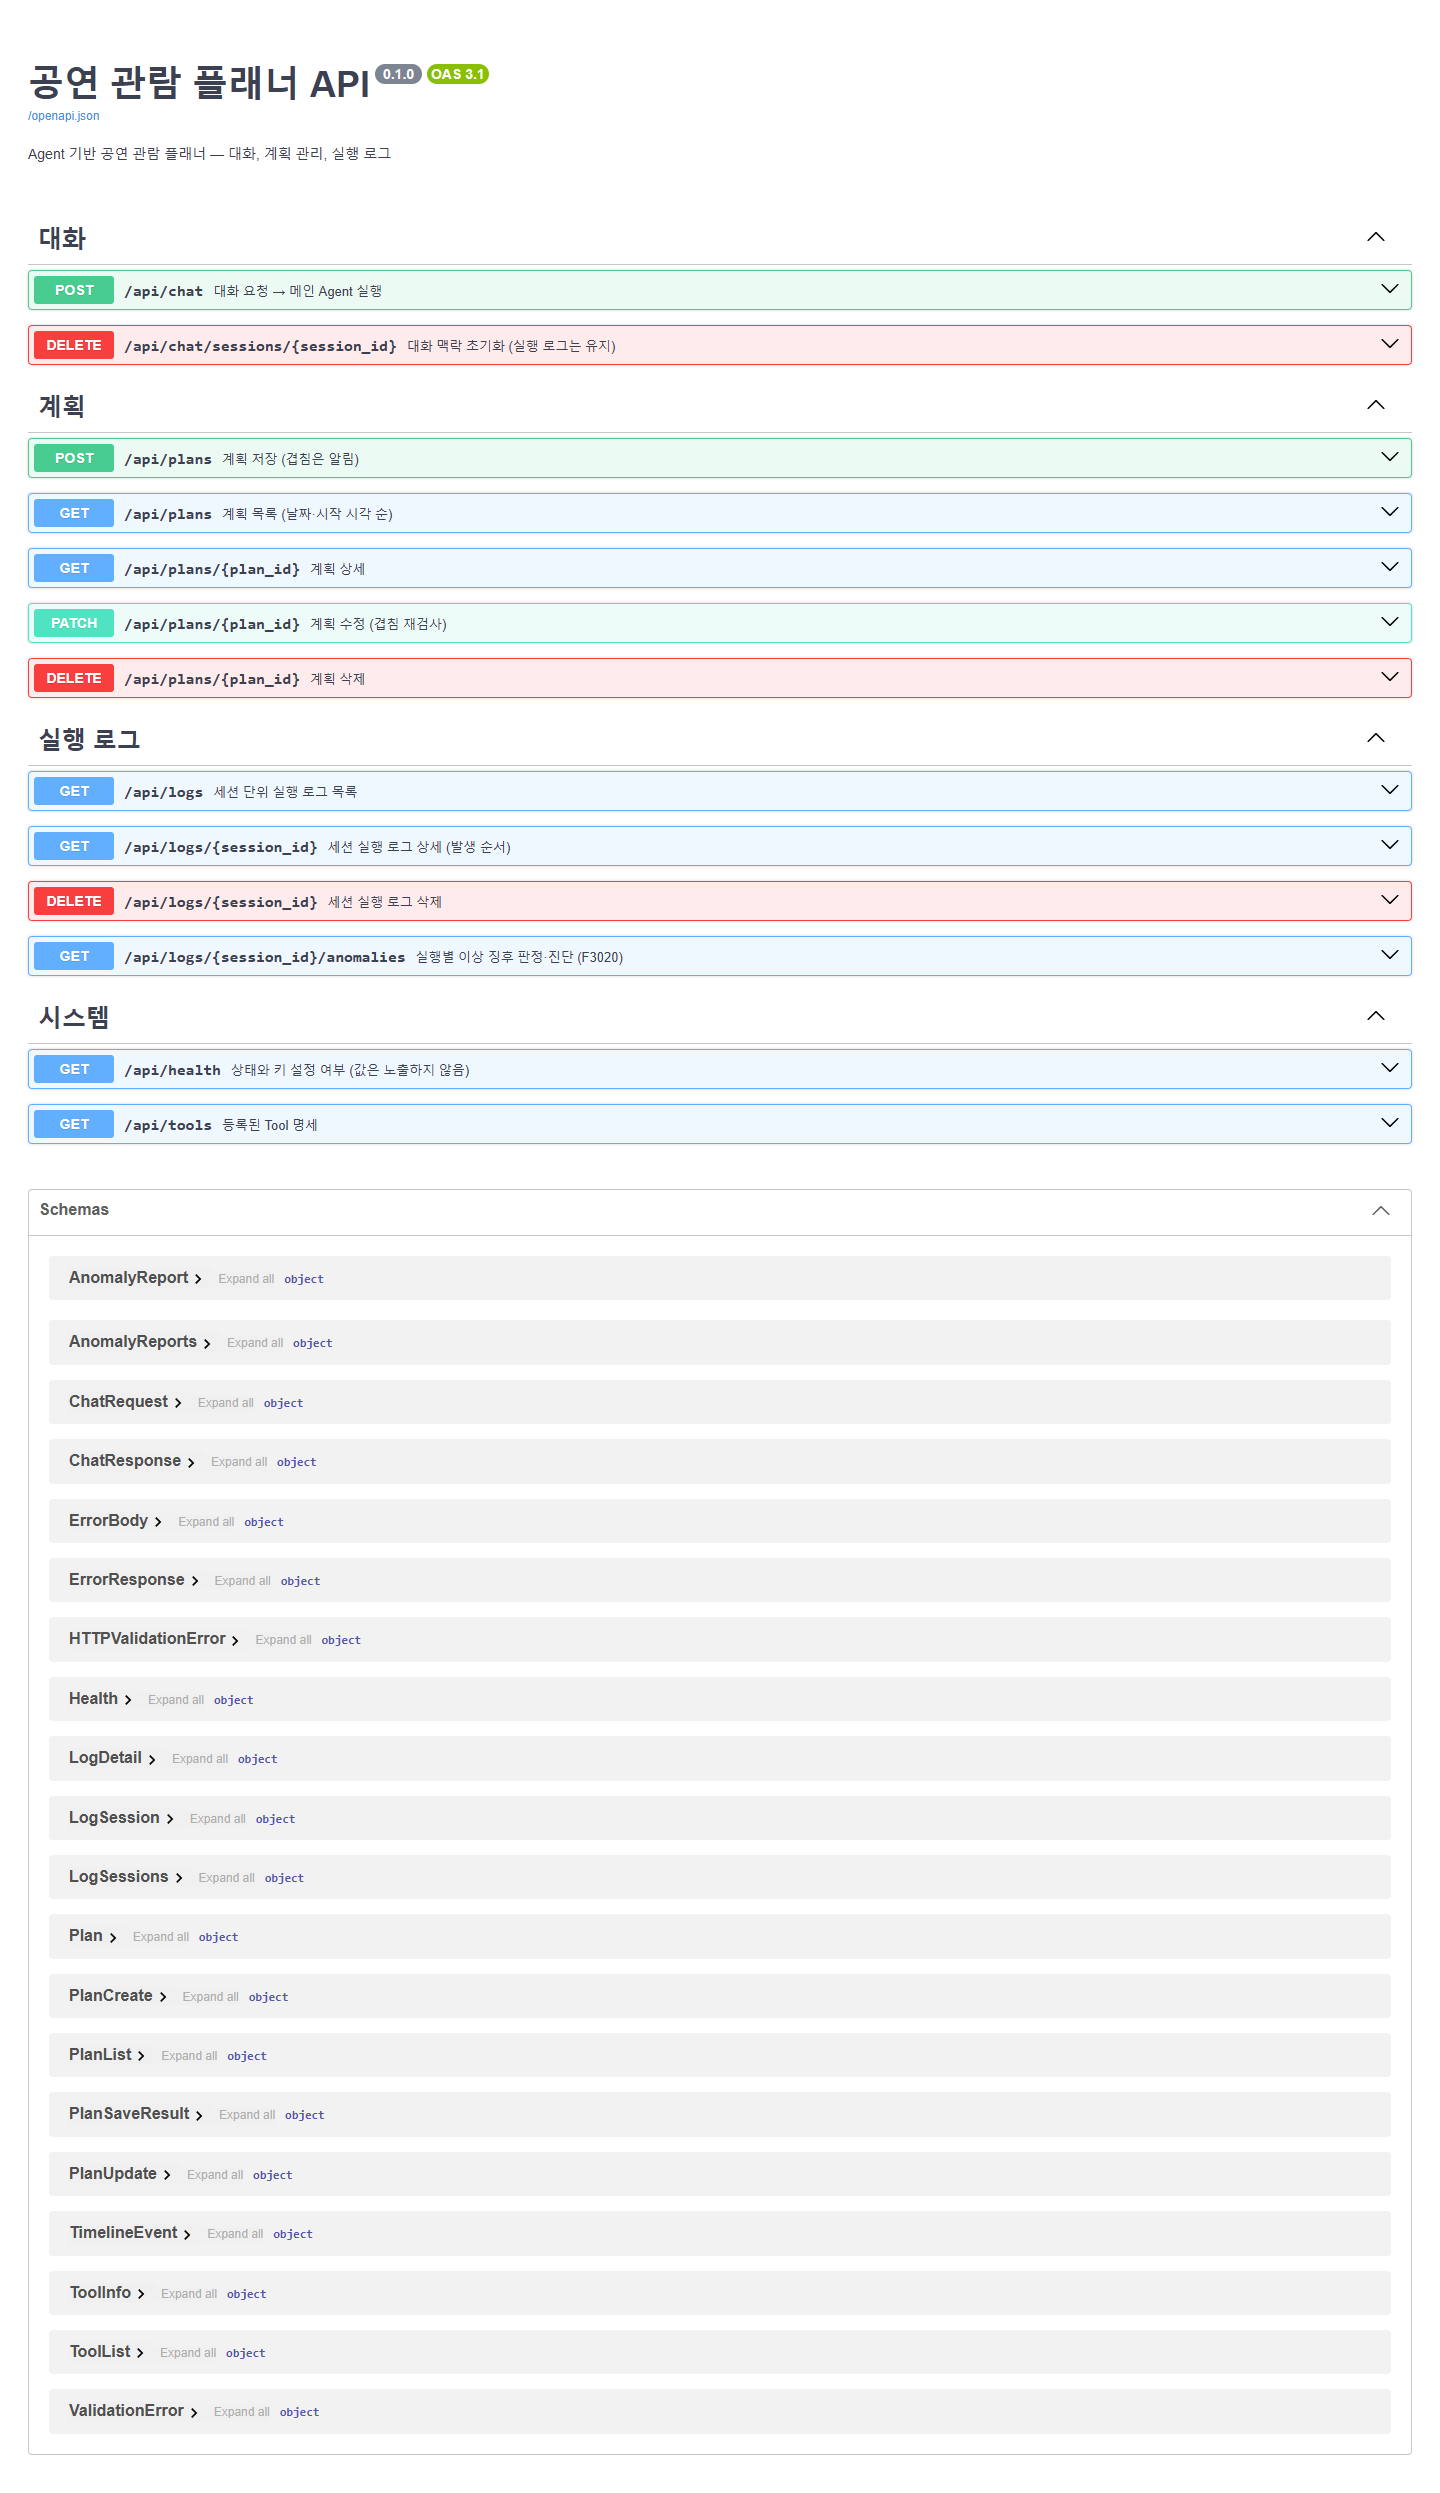 공연 관람 플래너 API 0.1.0 OAS 3.1
/openapi.json
Agent 기반 공연 관람 플래너 — 대화, 계획 관리, 실행 로그
대화
POST /api/chat 대화 요청 → 메인 Agent 실행
DELETE /api/chat/sessions/{session_id} 대화 맥락 초기화 (실행 로그는 유지)
계획
POST /api/plans 계획 저장 (겹침은 알림)
GET /api/plans 계획 목록 (날짜·시작 시각 순)
GET /api/plans/{plan_id} 계획 상세
PATCH /api/plans/{plan_id} 계획 수정 (겹침 재검사)
DELETE /api/plans/{plan_id} 계획 삭제
실행 로그
GET /api/logs 세션 단위 실행 로그 목록
GET /api/logs/{session_id} 세션 실행 로그 상세 (발생 순서)
DELETE /api/logs/{session_id} 세션 실행 로그 삭제
GET /api/logs/{session_id}/anomalies 실행별 이상 징후 판정·진단 (F3020)
시스템
GET /api/health 상태와 키 설정 여부 (값은 노출하지 않음)
GET /api/tools 등록된 Tool 명세
Schemas
AnomalyReport Expand all object
AnomalyReports Expand all object
ChatRequest Expand all object
ChatResponse Expand all object
ErrorBody Expand all object
ErrorResponse Expand all object
HTTPValidationError Expand all object
Health Expand all object
LogDetail Expand all object
LogSession Expand all object
LogSessions Expand all object
Plan Expand all object
PlanCreate Expand all object
PlanList Expand all object
PlanSaveResult Expand all object
PlanUpdate Expand all object
TimelineEvent Expand all object
ToolInfo Expand all object
ToolList Expand all object
ValidationError Expand all object